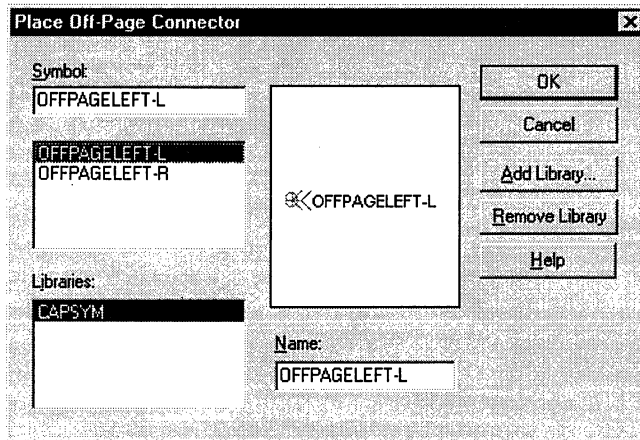 Place Off-Page Connector
Symbol:
OFFPAGELEFT-L
OFFPAGELEFT-L
OFFPAGELEFT-R
Libraries:
CAPSYM
OFFPAGELEFT-L
Name:
OFFPAGELEFT-L
OK
Cancel
Add Library...
Remove Library
Help